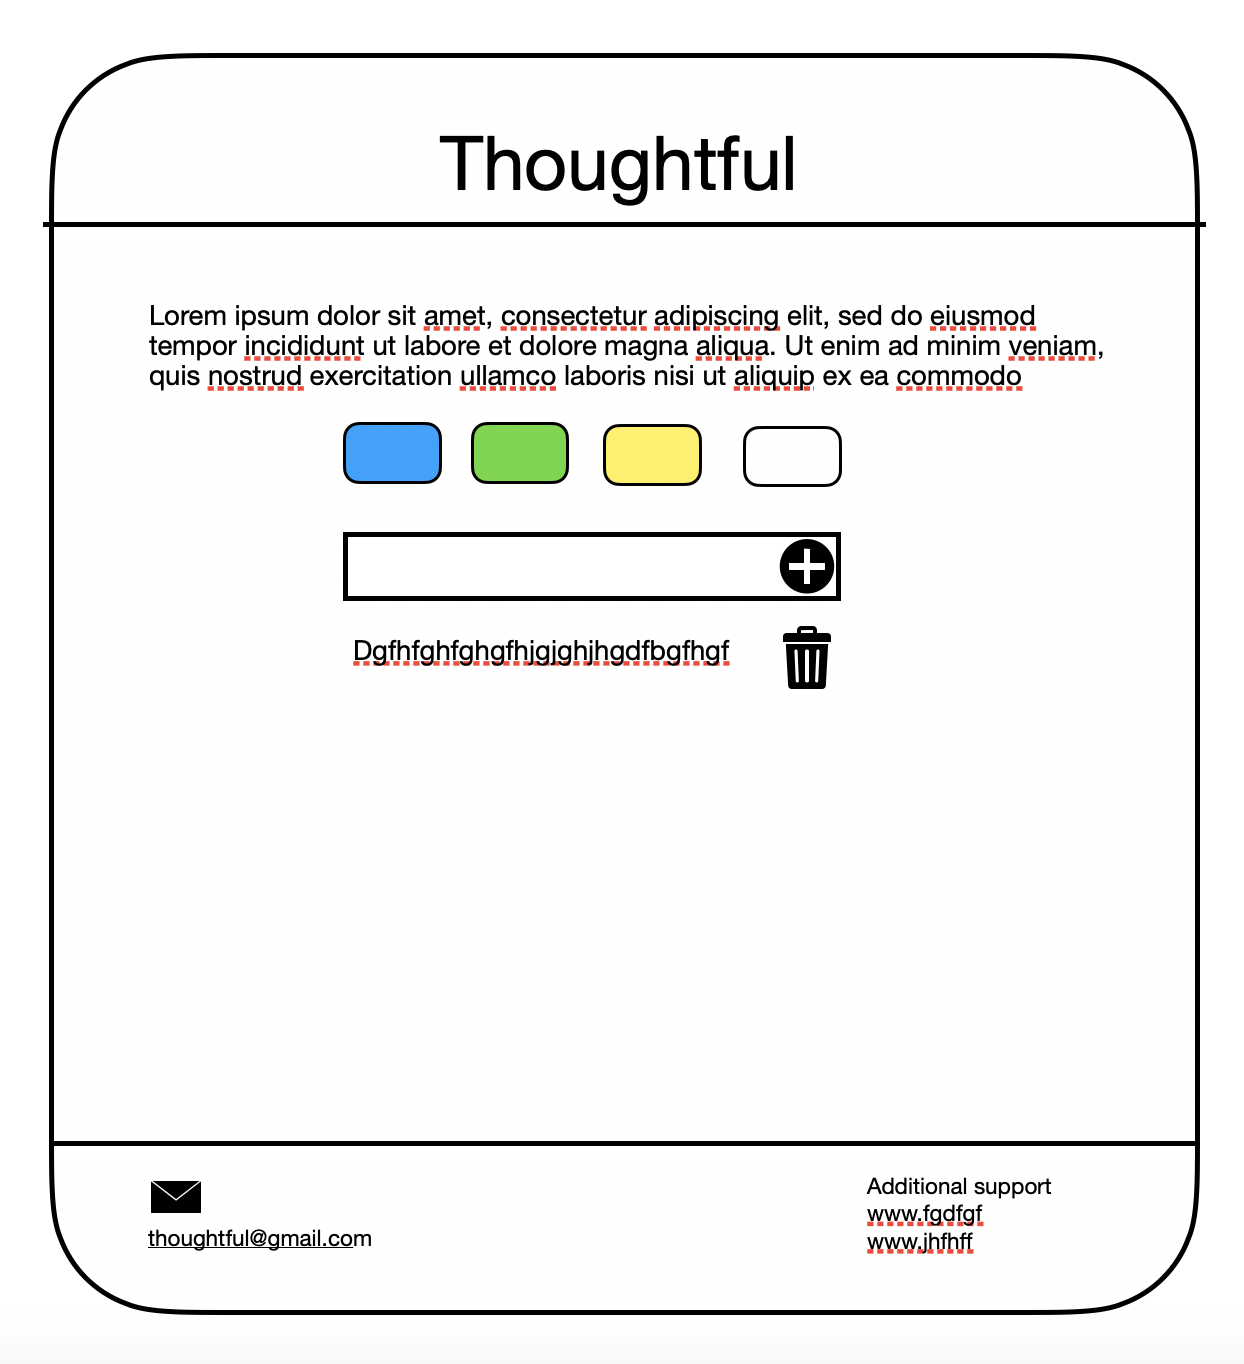 Thoughtful
Lorem ipsum dolor sit amet, consectetur adipiscing elit, sed do eiusmod
tempor incididunt ut labore et dolore magna aliqua. Ut enim ad minim veniam,
quis nostrud exercitation ullamco laboris nisi ut aliquip ex ea commodo
Dgfhfghfghgfhjgjghjhgdfbgfhgf
thoughtful@gmail.com
Additional support
www.fgdfgf
www.jhfhff